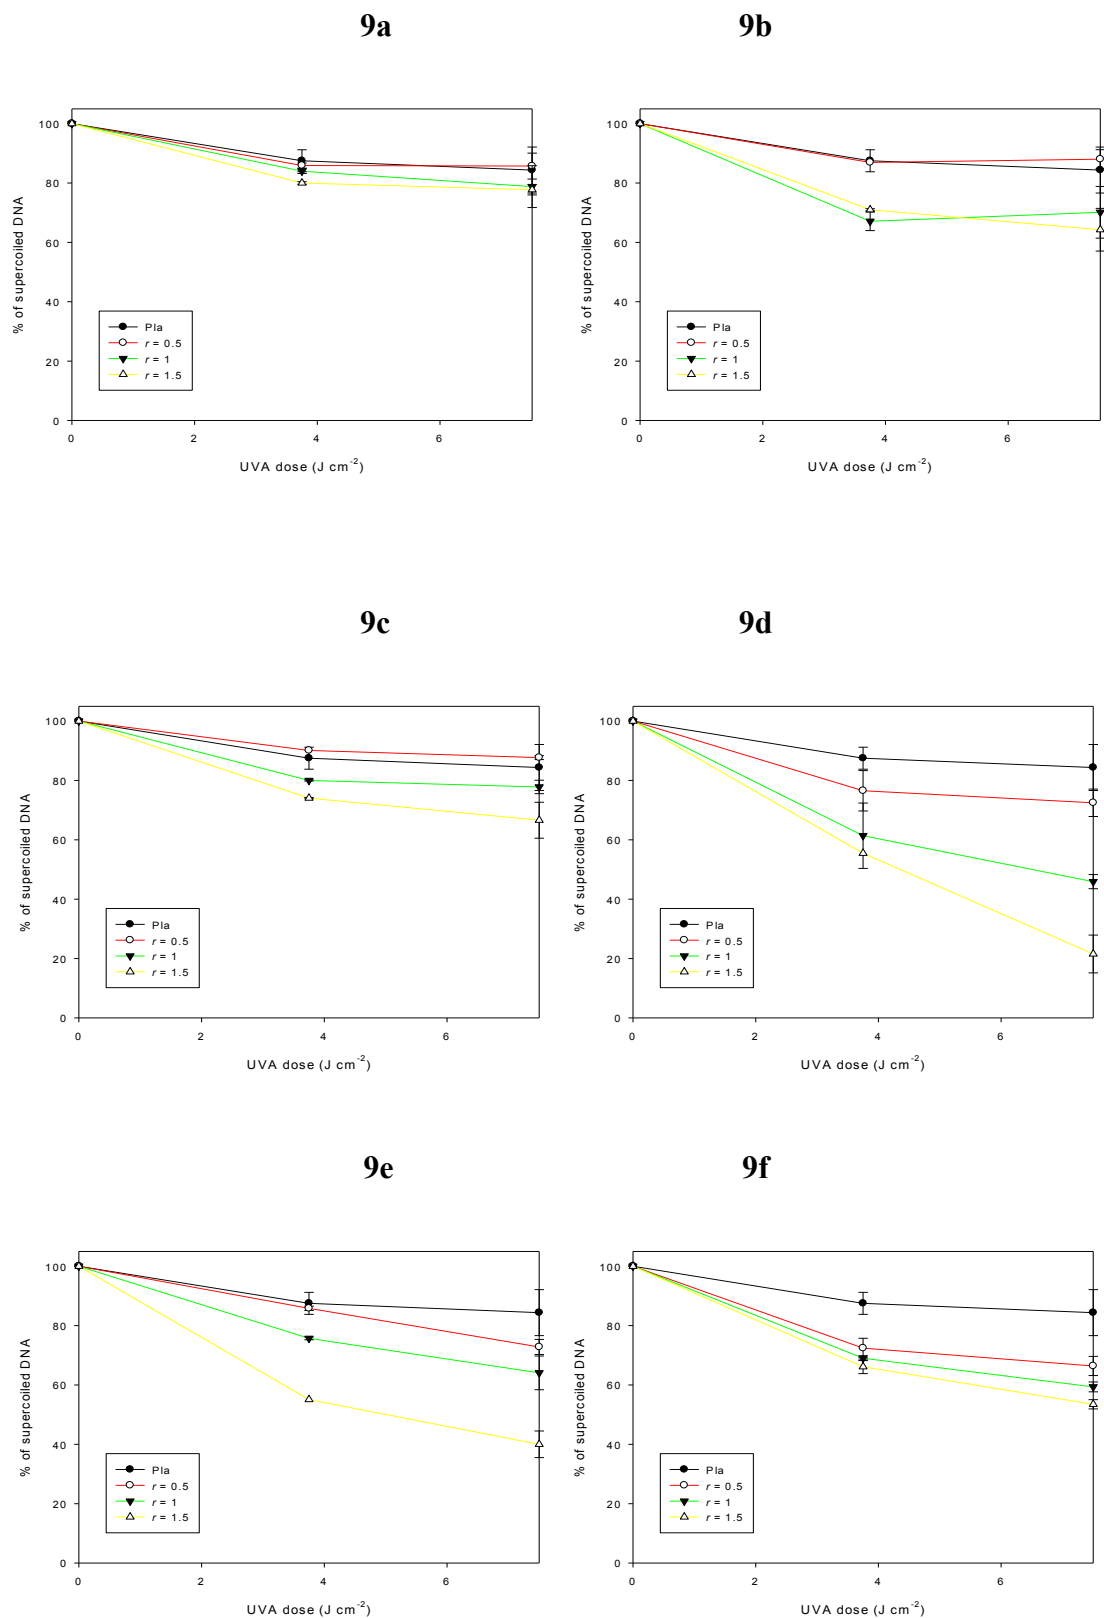 9a
% of supercoiled DNA
100
80
60
40
20
0
Pla
r = 0.5
r = 1
r = 1.5
0 2 4 6
UVA dose (J cm-2)
9b
% of supercoiled DNA
100
80
60
40
20
0
Pla
r = 0.5
r = 1
r = 1.5
0 2 4 6
UVA dose (J cm-2)
9c
% of supercoiled DNA
100
80
60
40
20
0
Pla
r = 0.5
r = 1
r = 1.5
0 2 4 6
UVA dose (J cm-2)
9d
% of supercoiled DNA
100
80
60
40
20
0
Pla
r = 0.5
r = 1
r = 1.5
0 2 4 6
UVA dose (J cm-2)
9e
% of supercoiled DNA
100
80
60
40
20
0
Pla
r = 0.5
r = 1
r = 1.5
0 2 4 6
UVA dose (J cm-2)
9f
% of supercoiled DNA
100
80
60
40
20
0
Pla
r = 0.5
r = 1
r = 1.5
0 2 4 6
UVA dose (J cm-2)